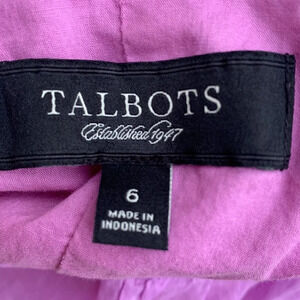 TALBOTS
Established 1947
6
MADE IN
INDONESIA